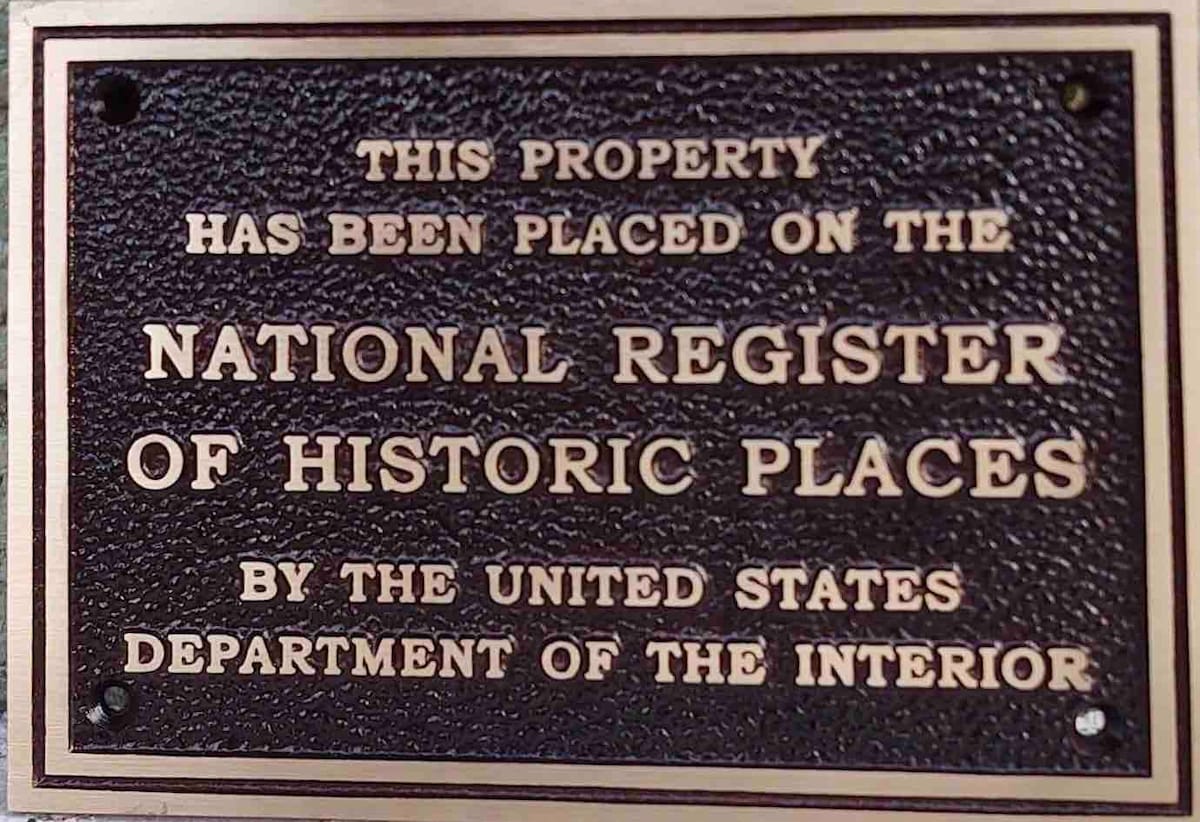 THIS PROPERTY
HAS BEEN PLACED ON THE
NATIONAL REGISTER
OF HISTORIC PLACES
BY THE UNITED STATES
DEPARTMENT OF THE INTERIOR